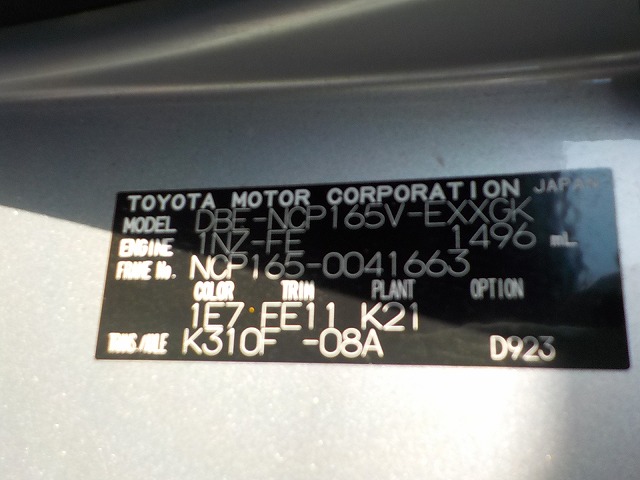 TOYOTA MOTOR CORPORATION JAPAN
MODEL DBE-NCP165V-EXXGK
ENGINE 1NZ-FE 1496 mL
FRAME No. NCP165-0041663
COLOR TRIM PLANT OPTION
1E7 FE11 K21
TRANS./AXLE K310F -08A D923